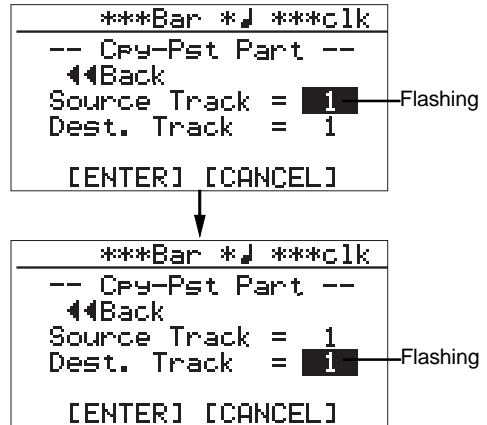 ***Bar *♩ ***clk
-- Cpy-Pst Part --
◀◀Back
Source Track = 1 Flashing
Dest. Track = 1
[ENTER] [CANCEL]
***Bar *♩ ***clk
-- Cpy-Pst Part --
◀◀Back
Source Track = 1
Dest. Track = 1 Flashing
[ENTER] [CANCEL]